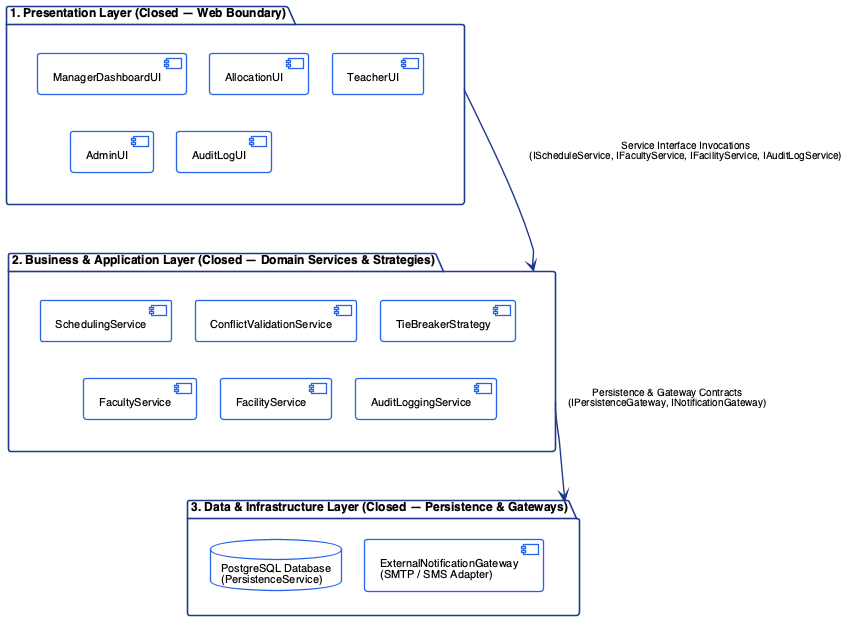 1. Presentation Layer (Closed — Web Boundary)
ManagerDashboardUI
AllocationUI
TeacherUI
AdminUI
AuditLogUI
Service Interface Invocations
(IScheduleService, IFacultyService, IFacilityService, IAuditLogService)
2. Business & Application Layer (Closed — Domain Services & Strategies)
SchedulingService
ConflictValidationService
TieBreakerStrategy
FacultyService
FacilityService
AuditLoggingService
Persistence & Gateway Contracts
(IPersistenceGateway, INotificationGateway)
3. Data & Infrastructure Layer (Closed — Persistence & Gateways)
PostgreSQL Database
(PersistenceService)
ExternalNotificationGateway
(SMTP / SMS Adapter)